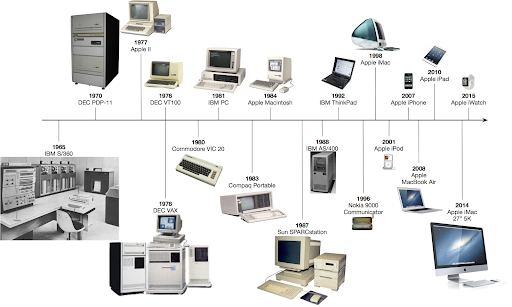 1977
Apple II
1998
Apple iMac
2010
Apple iPad
1970
DEC PDP-11
1978
DEC VT100
1981
IBM PC
1984
Apple Macintosh
1992
IBM ThinkPad
2007
Apple iPhone
2015
Apple iWatch
1965
IBM S/360
1980
Commodore VIC 20
1988
IBM AS/400
2001
Apple iPod
1983
Compaq Portable
2008
Apple
MacBook Air
1978
DEC VAX
1996
Nokia 9000
Communicator
2014
Apple iMac
27" 5K
1987
Sun SPARCstation